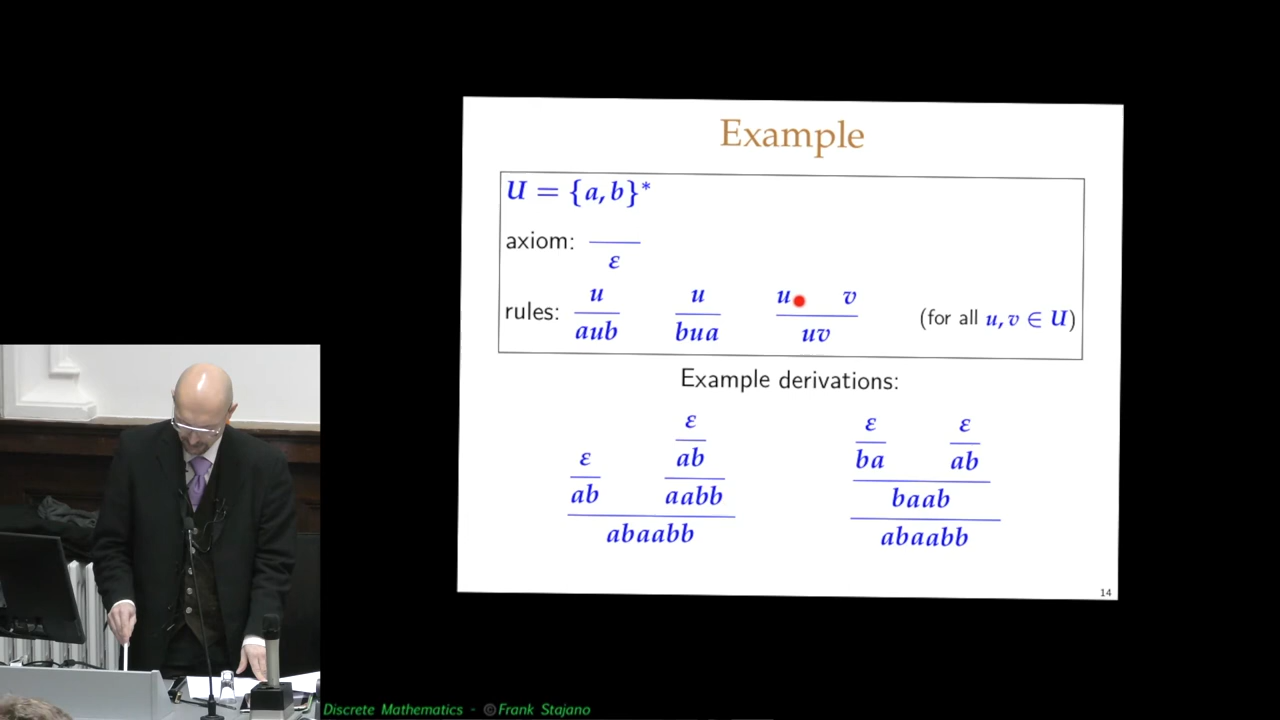 Example
U = {a, b}*
axiom: ―
ε
u u u v
rules: ― ― ― (for all u, v ∈ U)
aub bua uv
Example derivations:
ε ε ε
ε ab ba ab
ab aabb baab
abaabb abaabb
14
Discrete Mathematics - ©Frank Stajano